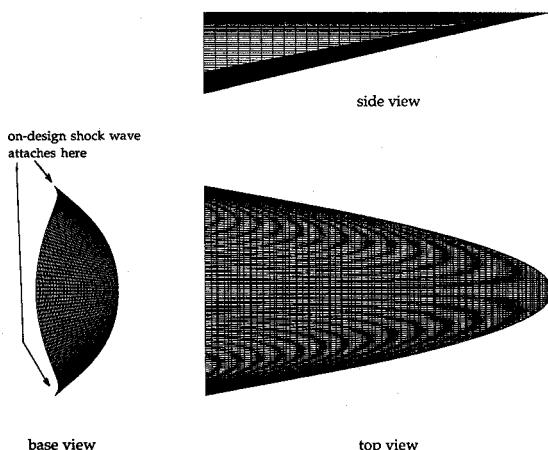 side view
on-design shock wave
attaches here
base view
top view